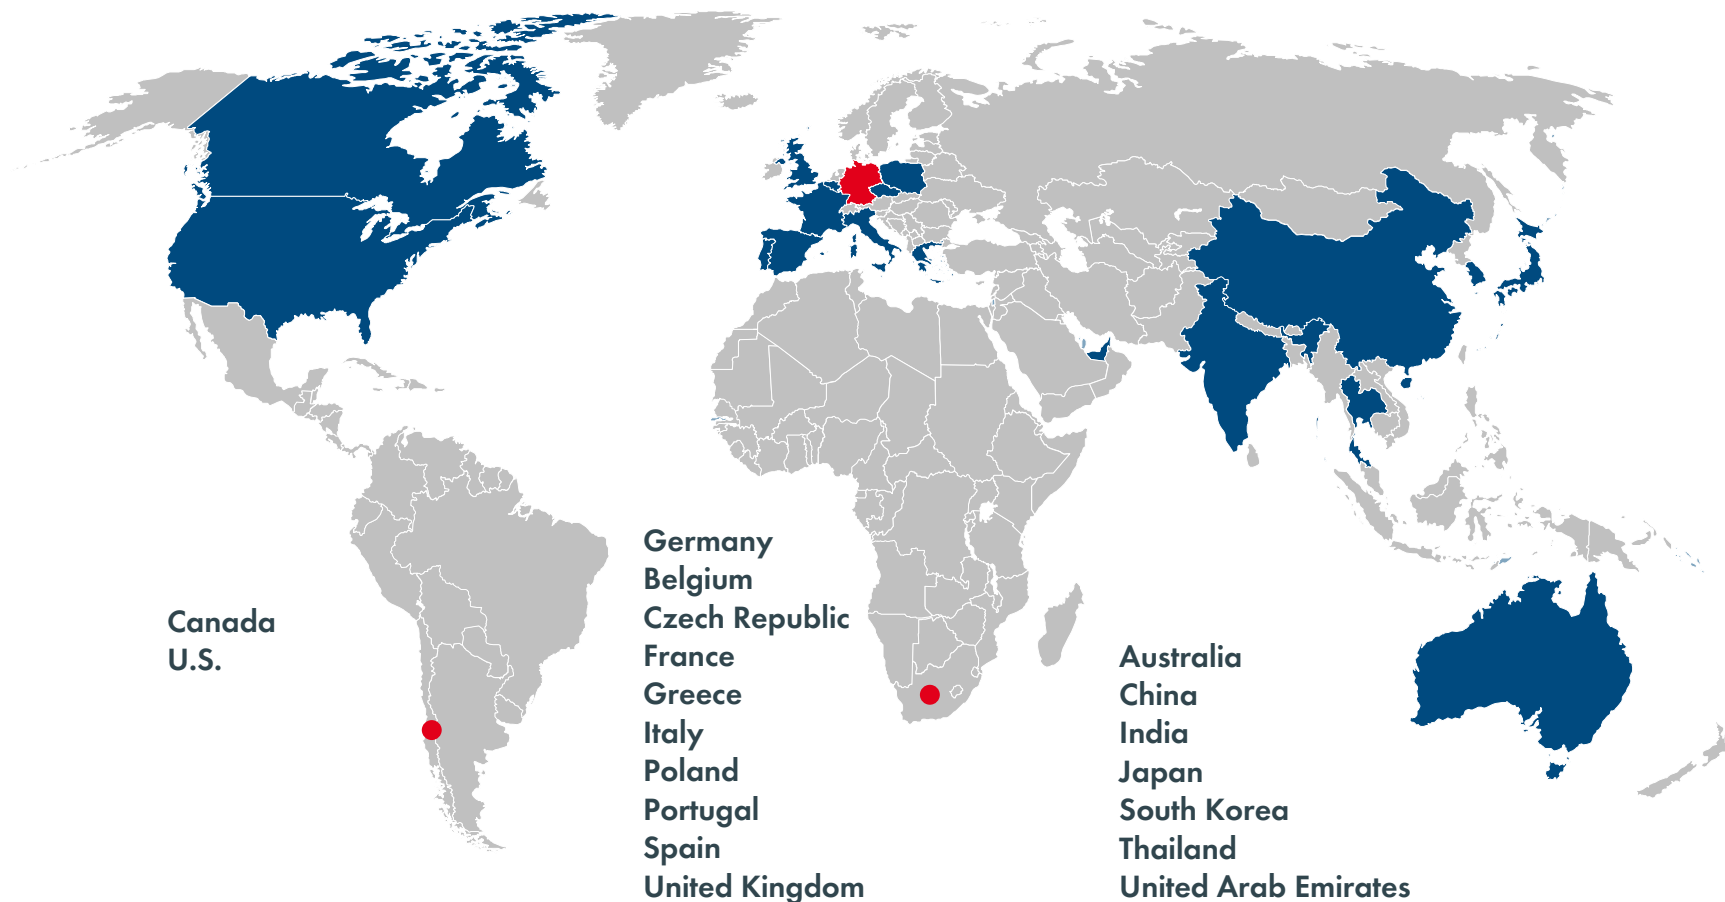 Canada
U.S.
Germany
Belgium
Czech Republic
France
Greece
Italy
Poland
Portugal
Spain
United Kingdom
Australia
China
India
Japan
South Korea
Thailand
United Arab Emirates